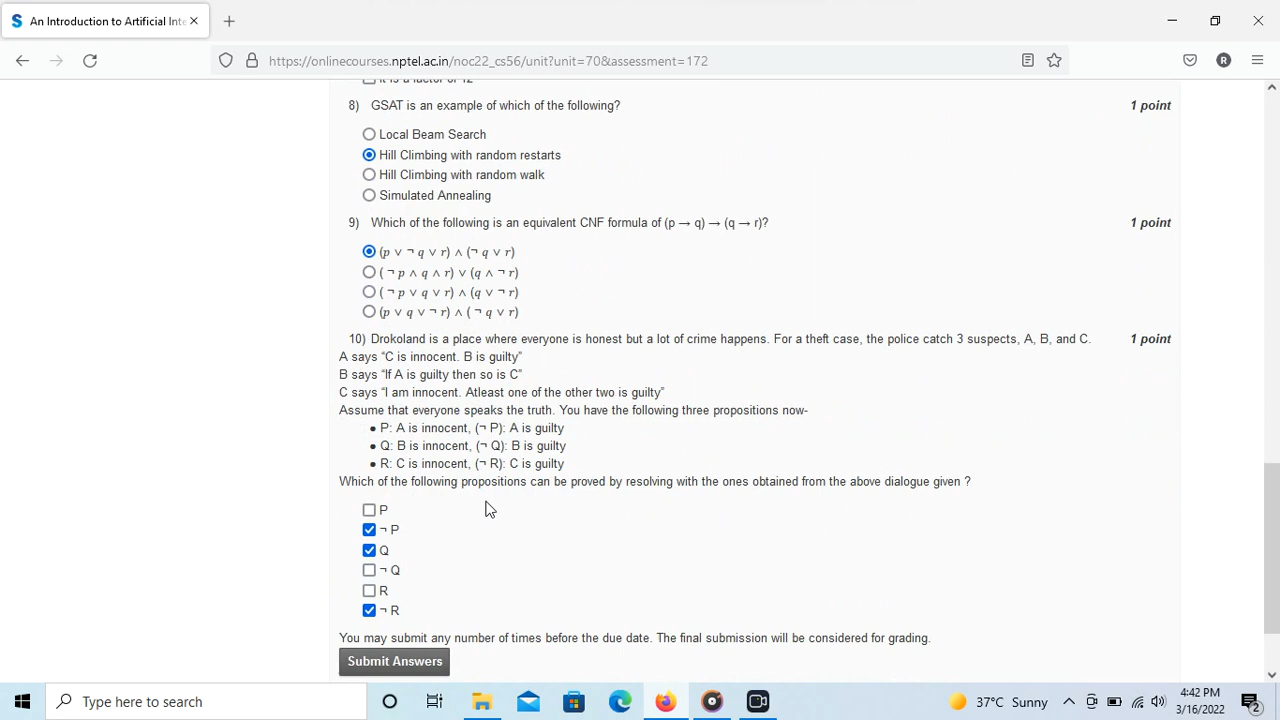 An Introduction to Artificial Inte
https://onlinecourses.nptel.ac.in/noc22_cs56/unit?unit=70&assessment=172
R
It is a factor of 12
8) GSAT is an example of which of the following? 1 point
Local Beam Search
Hill Climbing with random restarts
Hill Climbing with random walk
Simulated Annealing
9) Which of the following is an equivalent CNF formula of (p → q) → (q → r)? 1 point
(p ∨ ¬ q ∨ r) ∧ (¬ q ∨ r)
( ¬ p ∧ q ∧ r) ∨ (q ∧ ¬ r)
( ¬ p ∨ q ∨ r) ∧ (q ∨ ¬ r)
(p ∨ q ∨ ¬ r) ∧ ( ¬ q ∨ r)
10) Drokoland is a place where everyone is honest but a lot of crime happens. For a theft case, the police catch 3 suspects, A, B, and C. 1 point
A says “C is innocent. B is guilty”
B says “If A is guilty then so is C”
C says “I am innocent. Atleast one of the other two is guilty”
Assume that everyone speaks the truth. You have the following three propositions now-
• P: A is innocent, (¬ P): A is guilty
• Q: B is innocent, (¬ Q): B is guilty
• R: C is innocent, (¬ R): C is guilty
Which of the following propositions can be proved by resolving with the ones obtained from the above dialogue given ?
P
¬ P
Q
¬ Q
R
¬ R
You may submit any number of times before the due date. The final submission will be considered for grading.
Submit Answers
Type here to search
37°C Sunny
4:42 PM
3/16/2022
2